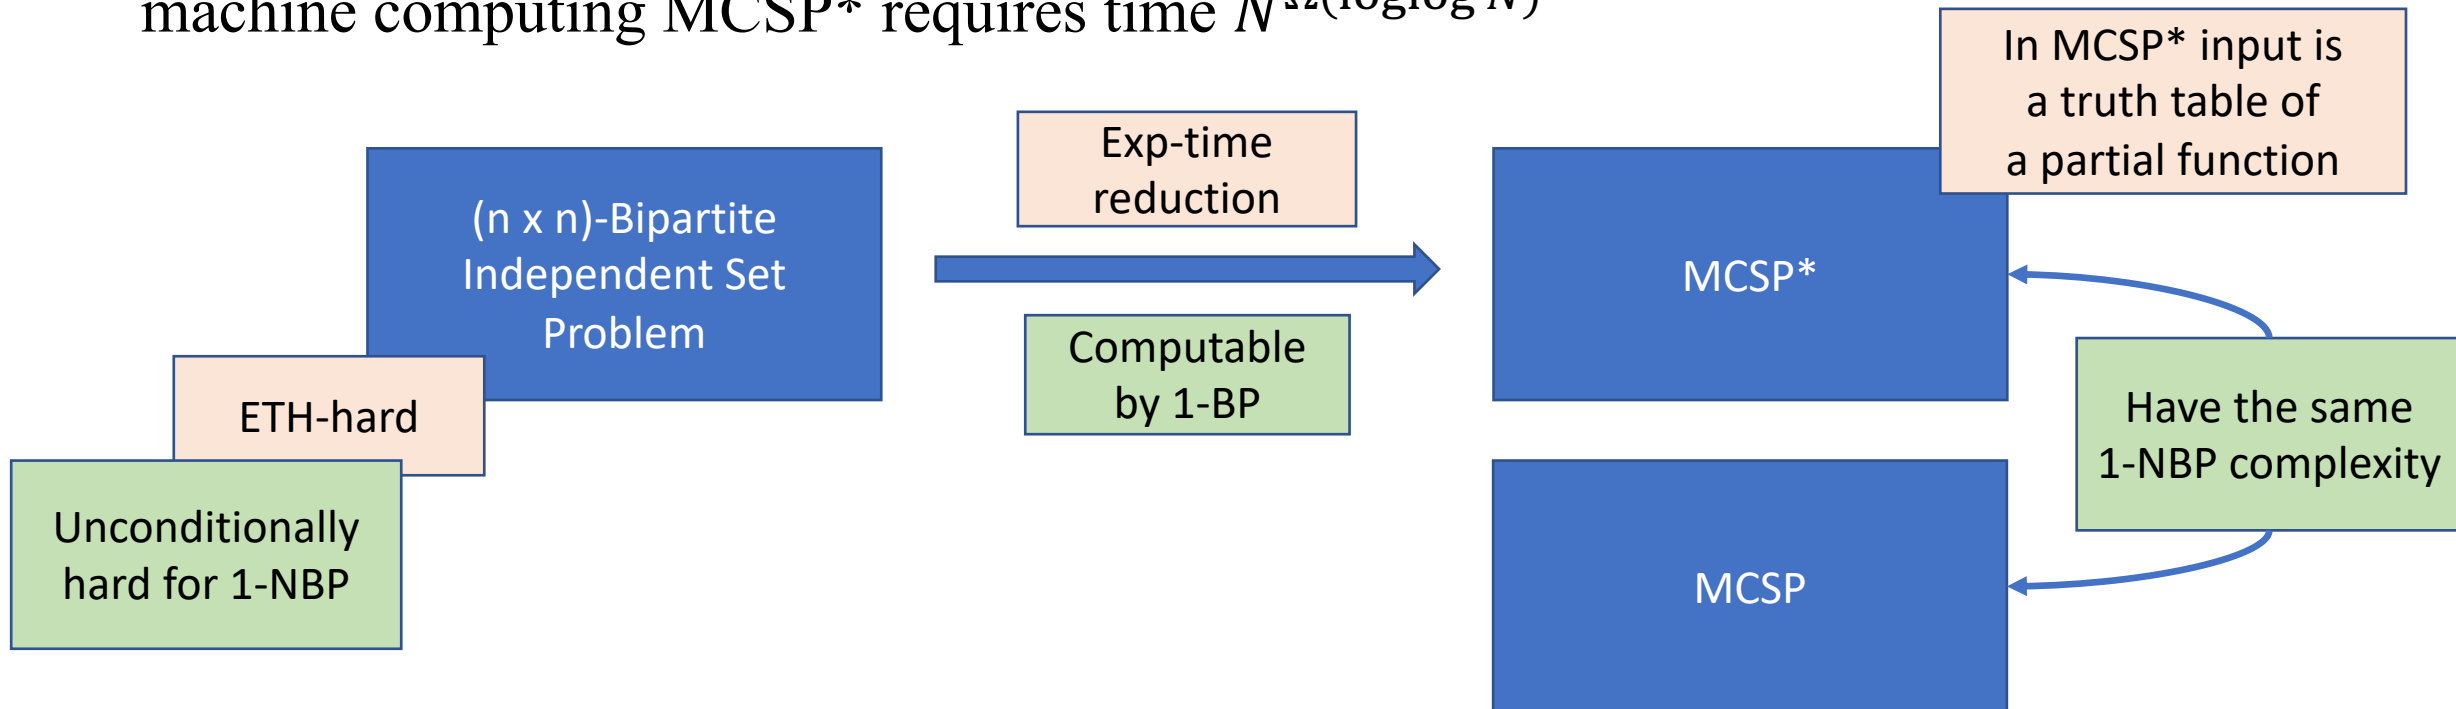 machine computing MCSP* requires time N^Ω(loglog N)
In MCSP* input is
a truth table of
a partial function
Exp-time
reduction
(n x n)-Bipartite
Independent Set
Problem
MCSP*
Computable
by 1-BP
ETH-hard
Have the same
1-NBP complexity
Unconditionally
hard for 1-NBP
MCSP